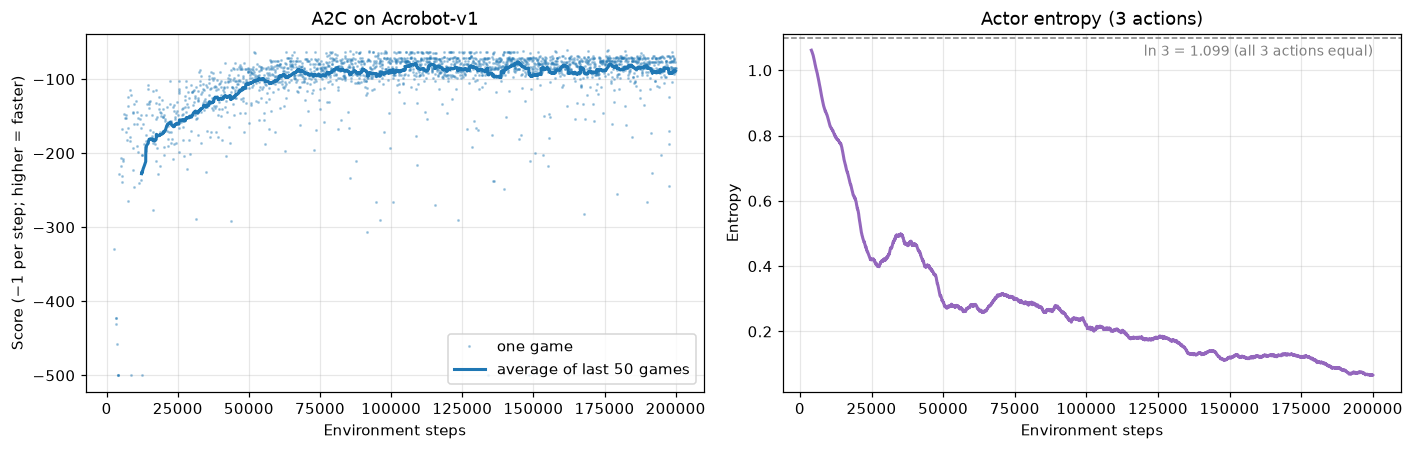 A2C on Acrobot-v1
Score (−1 per step; higher = faster)
−100
−200
−300
−400
−500
one game
average of last 50 games
0 25000 50000 75000 100000 125000 150000 175000 200000
Environment steps
Actor entropy (3 actions)
ln 3 = 1.099 (all 3 actions equal)
Entropy
1.0
0.8
0.6
0.4
0.2
0 25000 50000 75000 100000 125000 150000 175000 200000
Environment steps